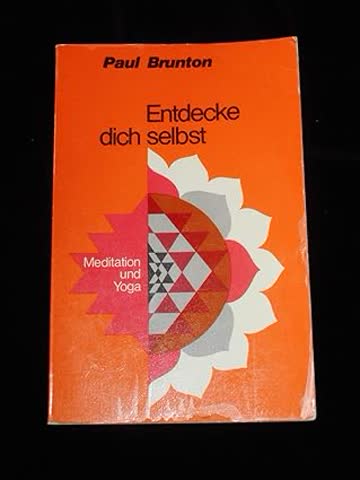 Paul Brunton
Entdecke
dich selbst
Meditation
und
Yoga